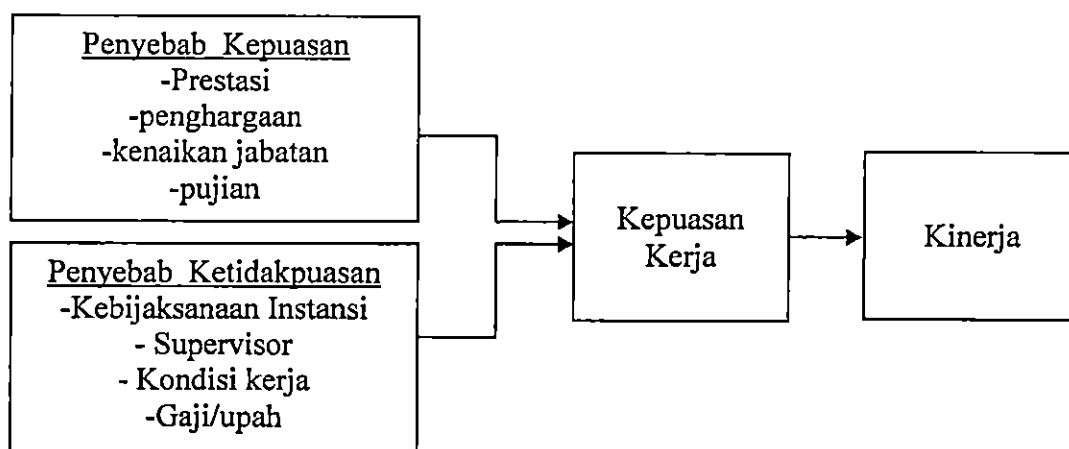 Penyebab Kepuasan
-Prestasi
-penghargaan
-kenaikan jabatan
-pujian
Penyebab Ketidakpuasan
-Kebijaksanaan Instansi
- Supervisor
- Kondisi kerja
-Gaji/upah
Kepuasan
Kerja
Kinerja